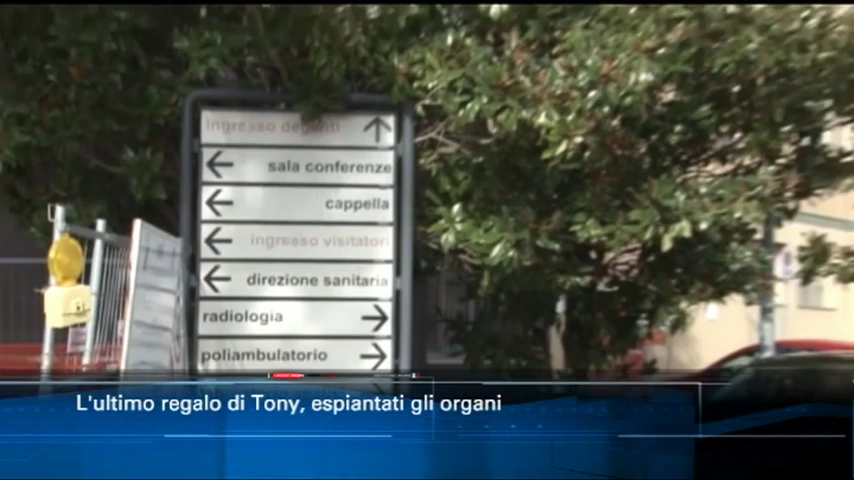 ingresso degenti
sala conferenze
cappella
ingresso visitatori
direzione sanitaria
radiologia
poliambulatorio
L'ultimo regalo di Tony, espiantati gli organi